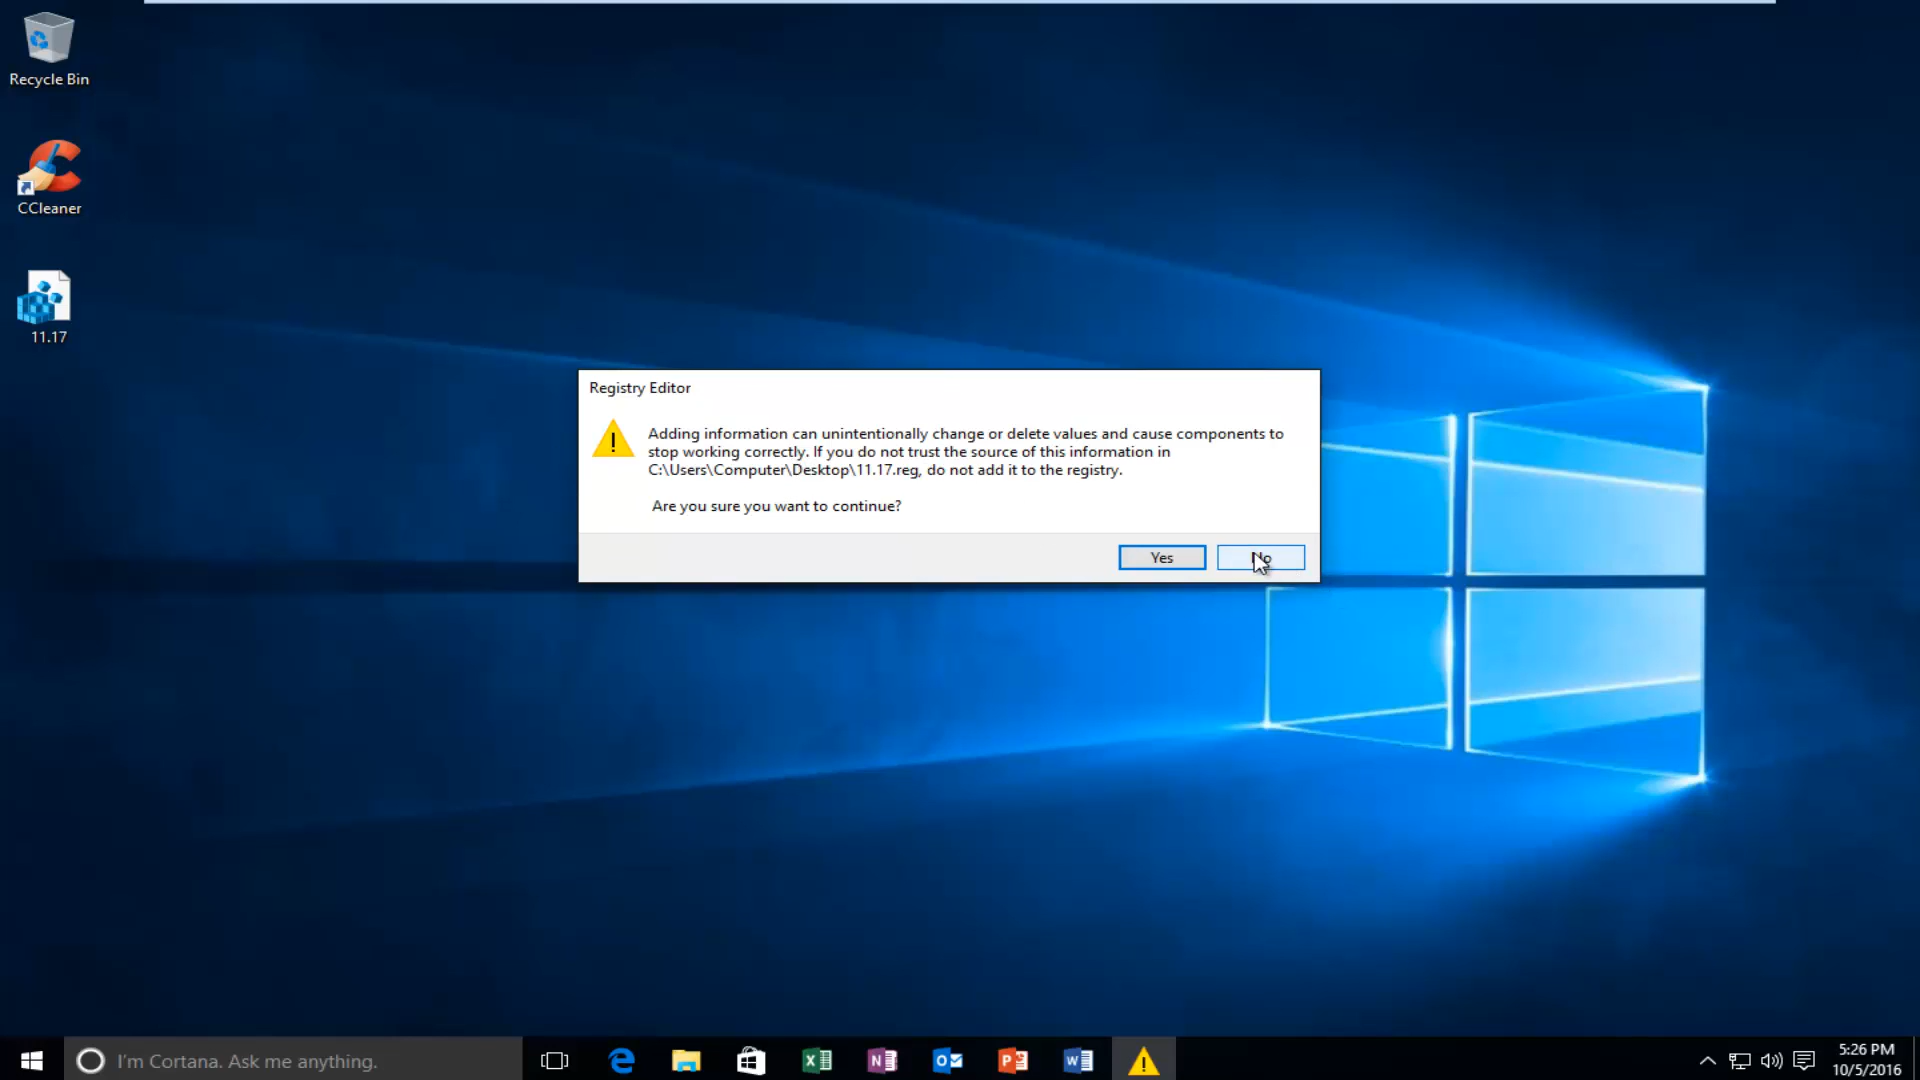 Recycle Bin
CCleaner
11.17
Registry Editor
Adding information can unintentionally change or delete values and cause components to
stop working correctly. If you do not trust the source of this information in
C:\Users\Computer\Desktop\11.17.reg, do not add it to the registry.
Are you sure you want to continue?
Yes
No
I'm Cortana. Ask me anything.
5:26 PM
10/5/2016